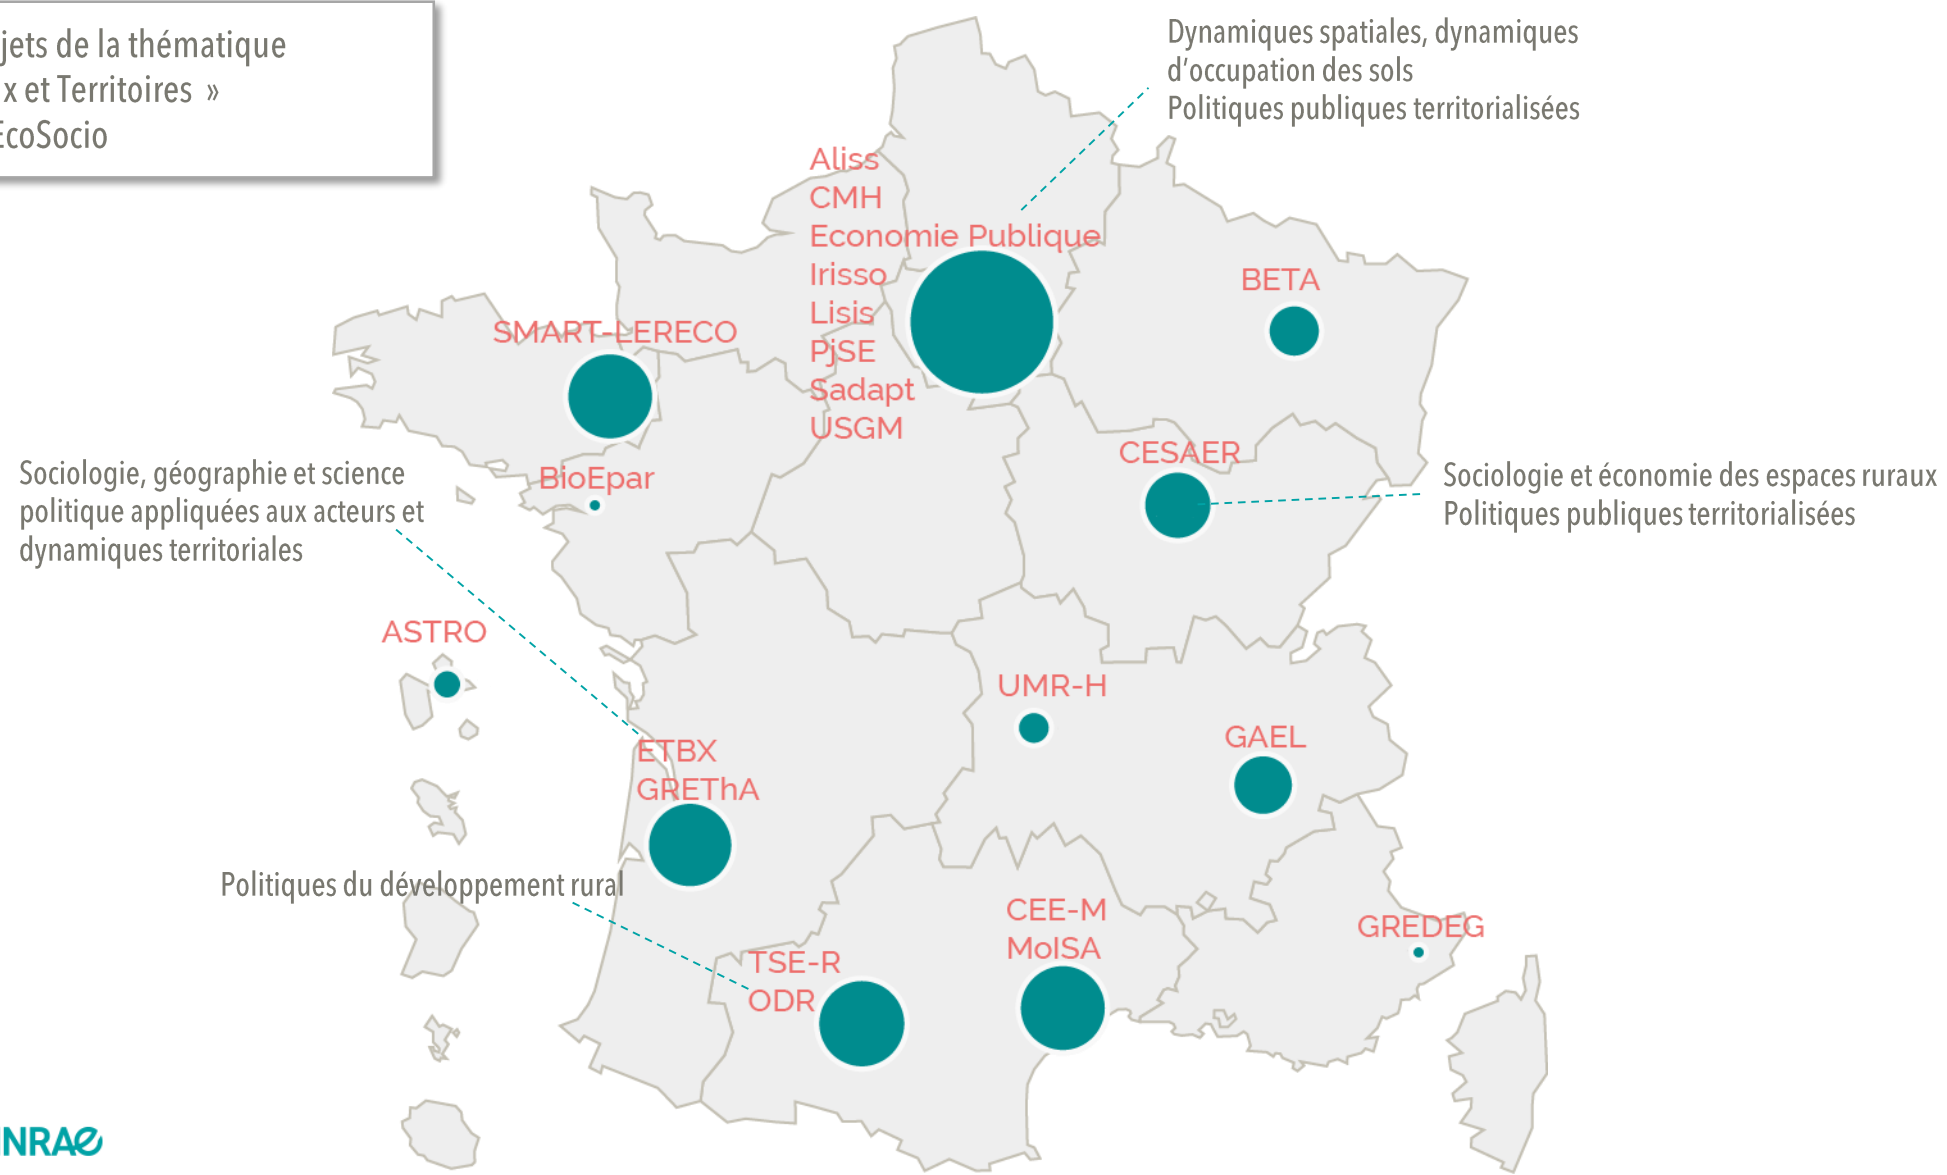 jets de la thématique
x et Territoires »
EcoSocio
Dynamiques spatiales, dynamiques
d’occupation des sols
Politiques publiques territorialisées
Aliss
CMH
Economie Publique
Irisso
Lisis
PjSE
Sadapt
USGM
BETA
SMART-LERECO
BioEpar
CESAER
Sociologie, géographie et science
politique appliquées aux acteurs et
dynamiques territoriales
Sociologie et économie des espaces ruraux
Politiques publiques territorialisées
ASTRO
UMR-H
GAEL
ETBX
GREThA
Politiques du développement rural
CEE-M
MoISA
GREDEG
TSE-R
ODR
INRAE